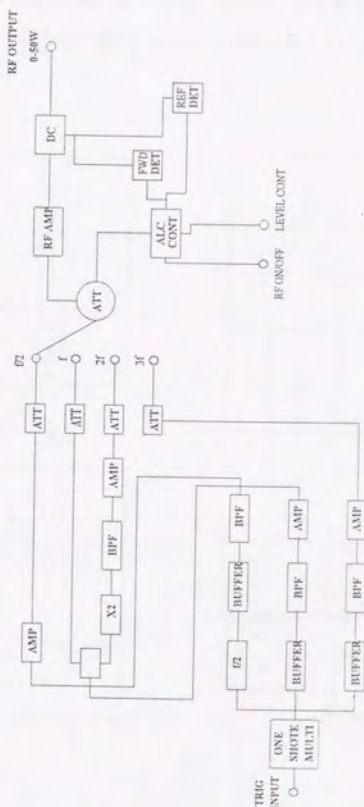 RF OUTPUT
0-50W
DC
REF
DET
FWD
DET
RF AMP
ALC
CONT
ATT
LEVEL CONT
RF ON/OFF
f/2
f
2f
3f
ATT
ATT
ATT
ATT
AMP
BPF
X2
AMP
BPF
BUFFER
f/2
AMP
BPF
BUFFER
AMP
BPF
BUFFER
ONE
SHOTE
MULTI
TRIG
INPUT